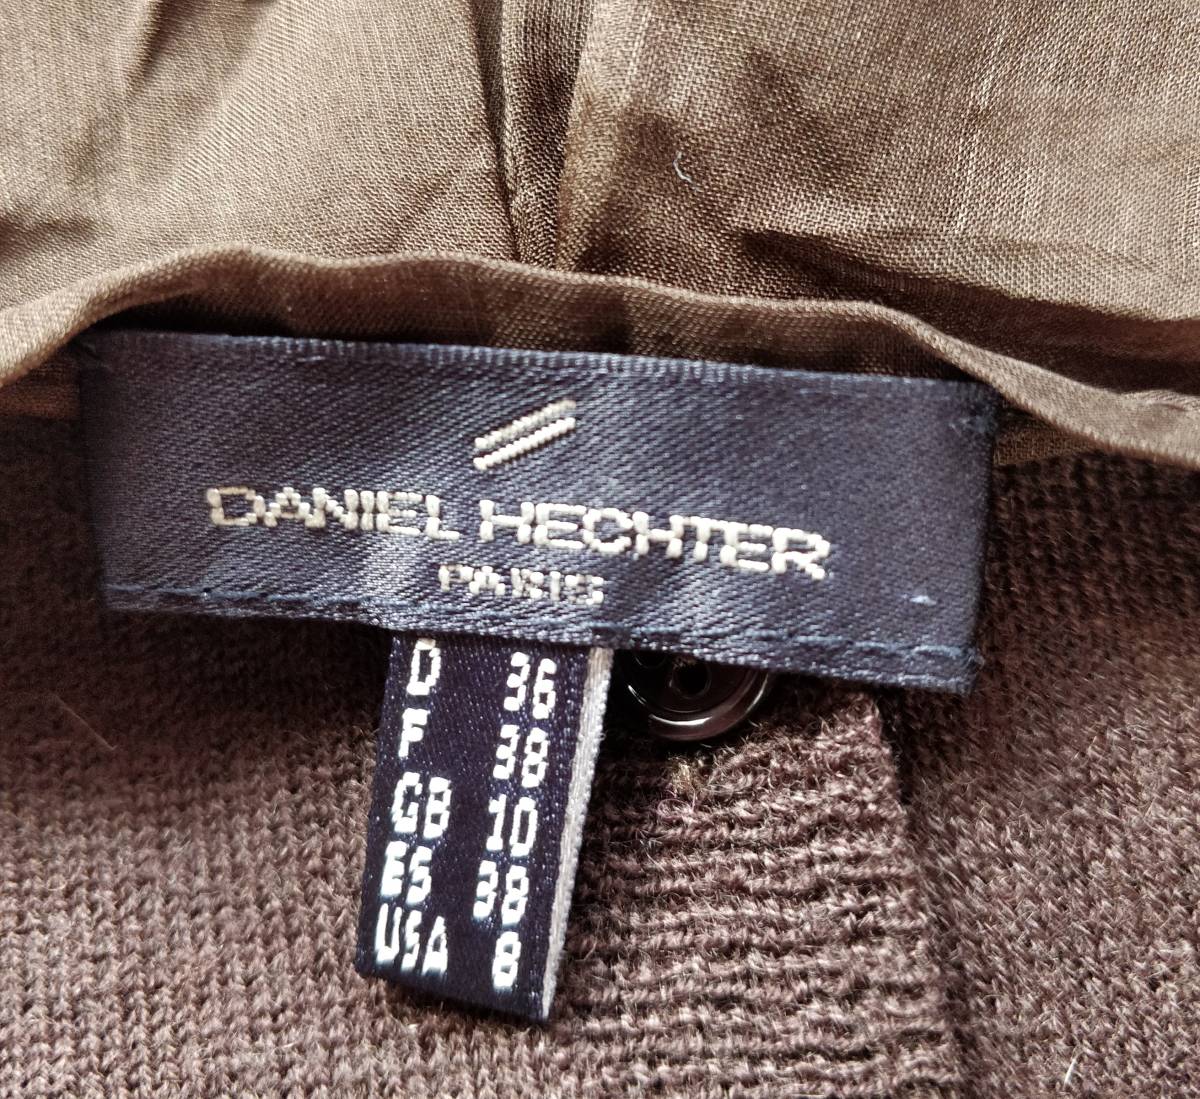 DANIEL HECHTER
PARIS
D 36
F 38
GB 10
ES 38
USA 8